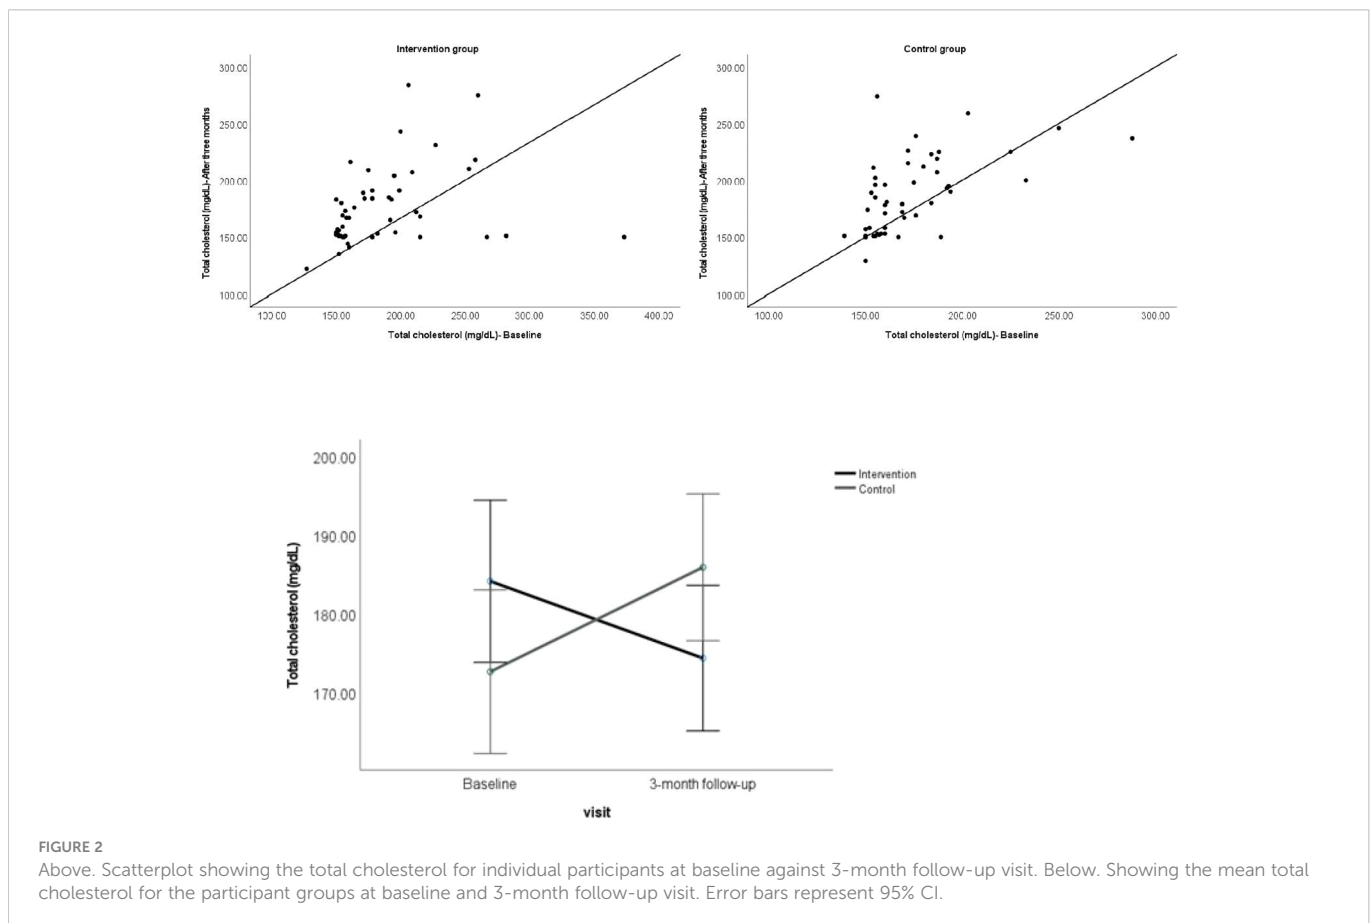 Intervention group
Total cholesterol (mg/dL)-After three months
300.00
250.00
200.00
150.00
100.00
100.00 150.00 200.00 250.00 300.00 350.00 400.00
Total cholesterol (mg/dL)- Baseline
Control group
Total cholesterol (mg/dL)-After three months
300.00
250.00
200.00
150.00
100.00
100.00 150.00 200.00 250.00 300.00
Total cholesterol (mg/dL)- Baseline
Total cholesterol (mg/dL)
200.00
190.00
180.00
170.00
Baseline 3-month follow-up
visit
Intervention
Control
FIGURE 2
Above. Scatterplot showing the total cholesterol for individual participants at baseline against 3-month follow-up visit. Below. Showing the mean total
cholesterol for the participant groups at baseline and 3-month follow-up visit. Error bars represent 95% CI.